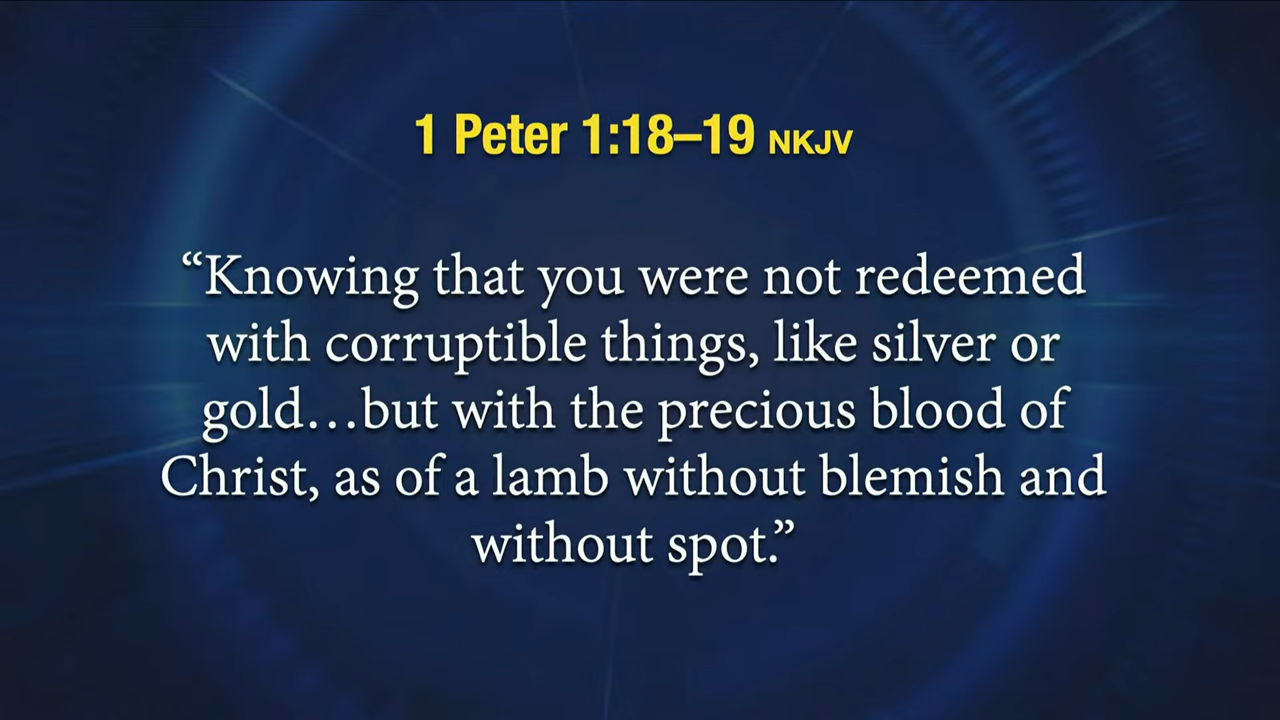 1 Peter 1:18–19 NKJV
“Knowing that you were not redeemed
with corruptible things, like silver or
gold…but with the precious blood of
Christ, as of a lamb without blemish and
without spot.”